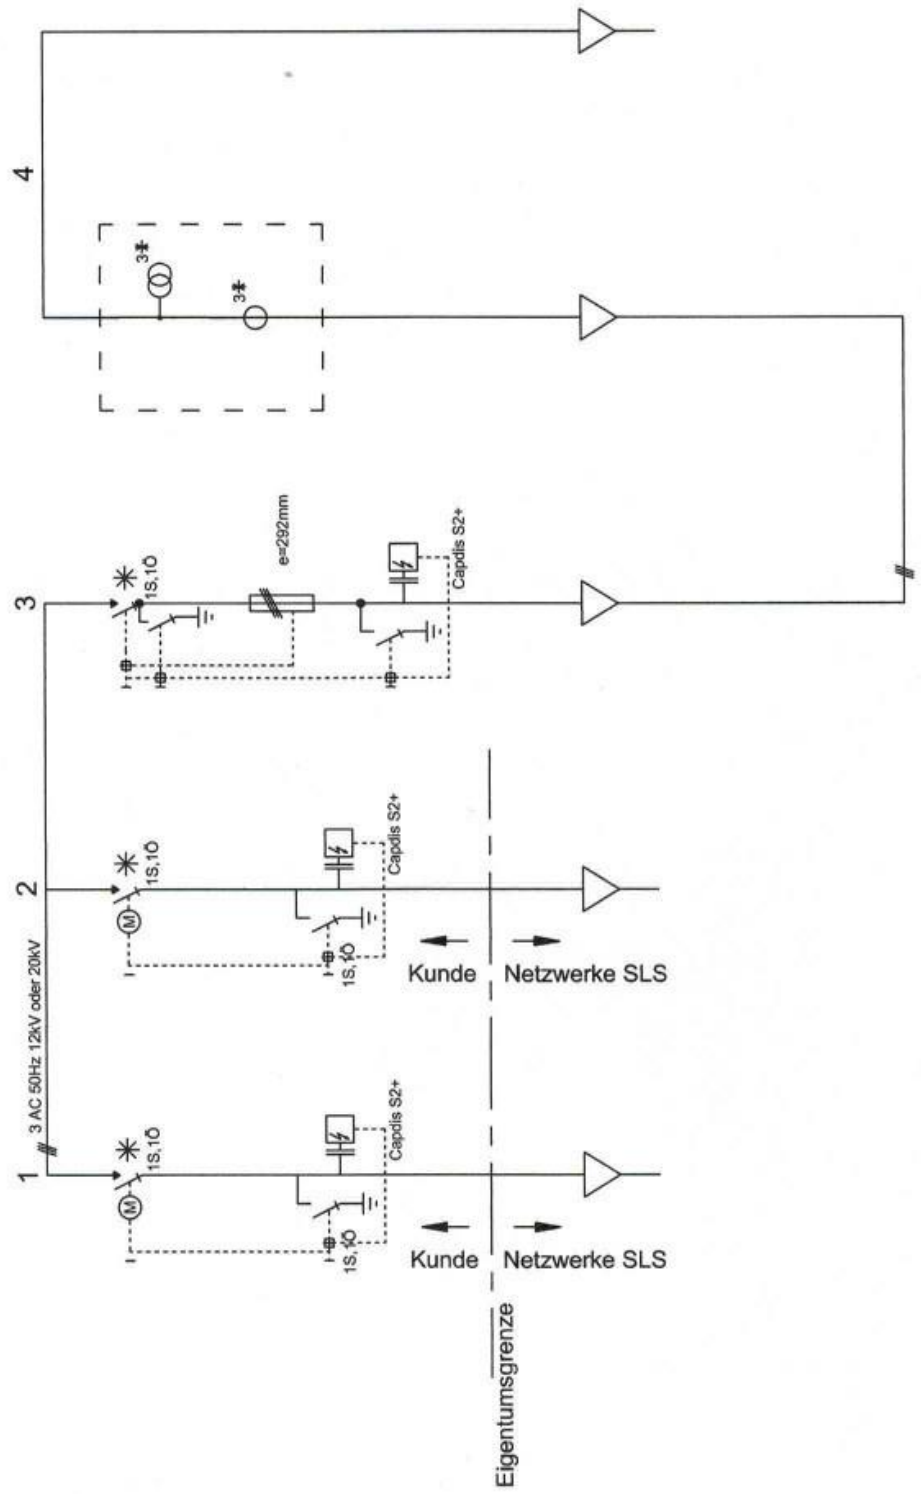 4
3
3
3
1S,1Ö
e=292mm
Capdis S2+
2
1S,1Ö
M
1S,1Ö
Capdis S2+
Kunde
Netzwerke SLS
3 AC 50Hz 12kV oder 20kV
1
1S,1Ö
M
1S,1Ö
Capdis S2+
Kunde
Netzwerke SLS
Eigentumsgrenze